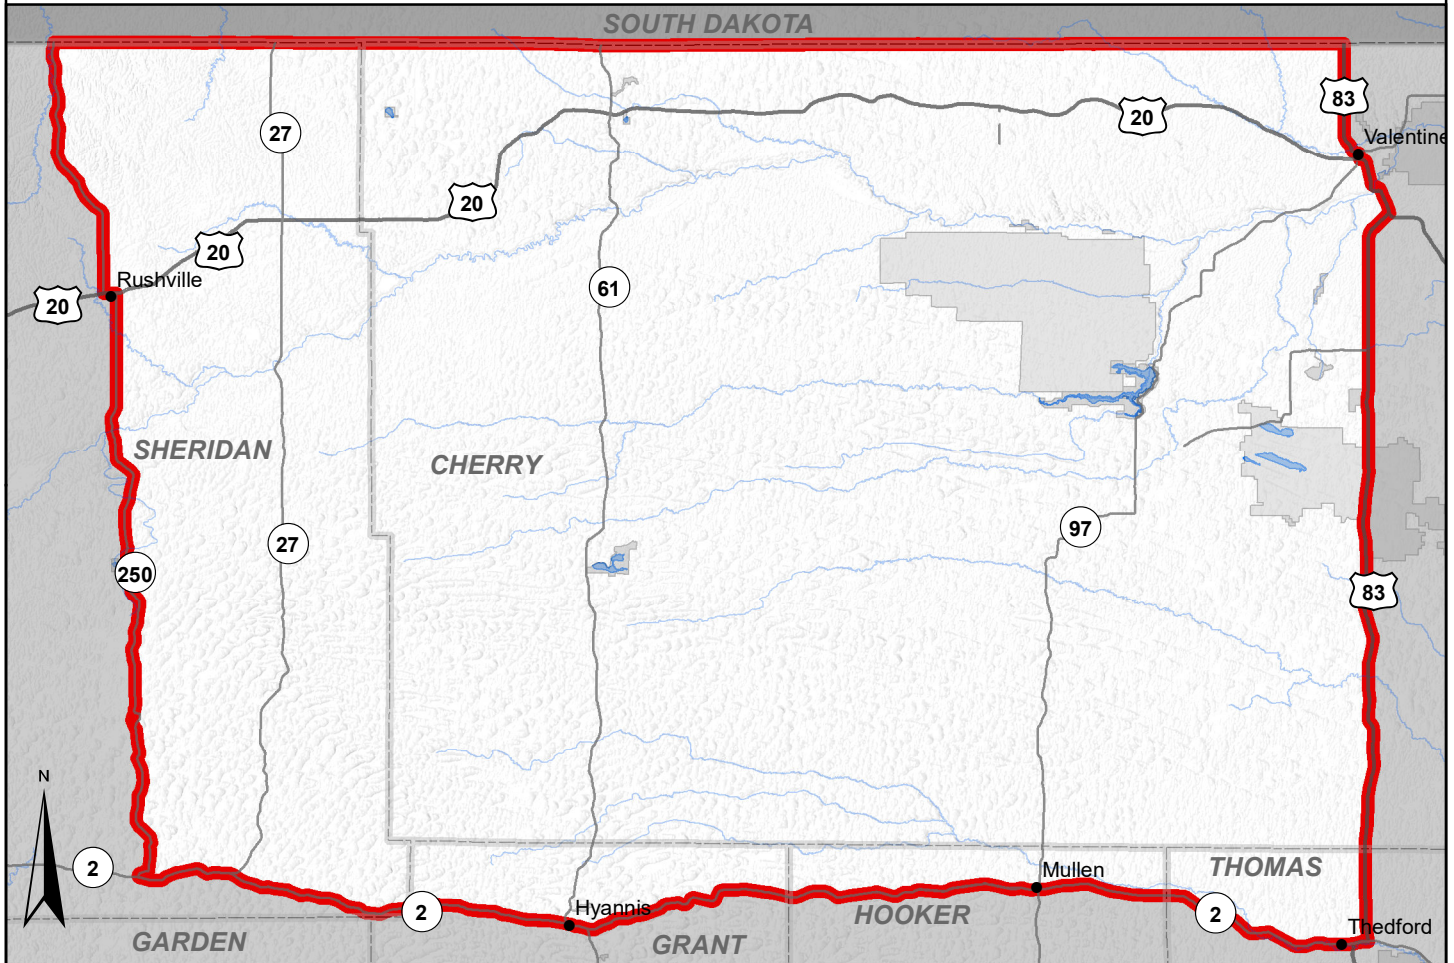 SOUTH DAKOTA
83
20
27
Valentine
20
20
Rushville
20
61
SHERIDAN
CHERRY
97
27
250
83
N
2
THOMAS
Mullen
2
Hyannis
2
HOOKER
Thedford
GARDEN
GRANT